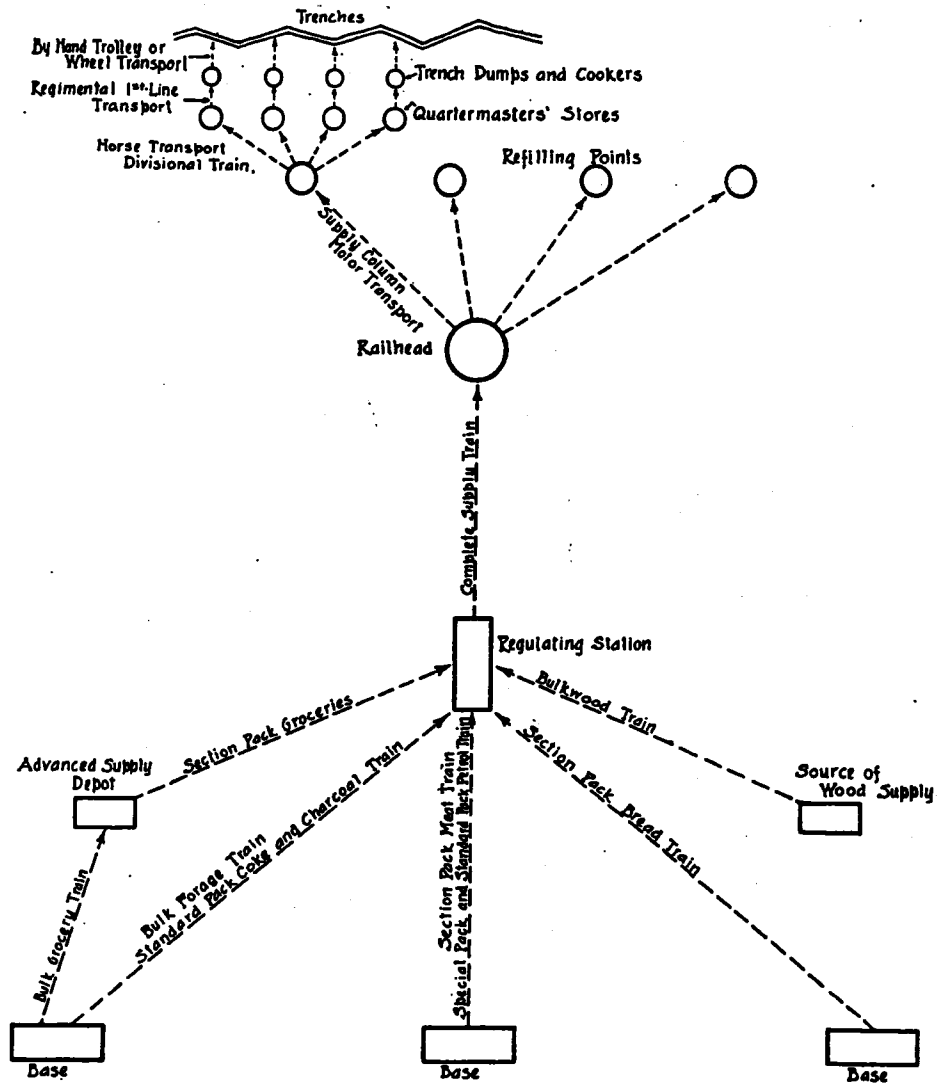 Trenches
By Hand Trolley or
Wheel Transport
Trench Dumps and Cookers
Regimental 1st-Line
Transport
Quartermasters' Stores
Horse Transport
Divisional Train.
Refilling Points
Supply Column
Motor Transport
Railhead
Complete Supply Train
Regulating Station
Section Pack Groceries
Bulkwood Train
Advanced Supply
Depot
Source of
Wood Supply
Bulk Forage Train
Standard Pack Coke and Charcoal Train
Section Pack Meat Train
Special Pack and Standard Pack Petrol Train
Section Pack Bread Train
Bulk Grocery Train
Base
Base
Base